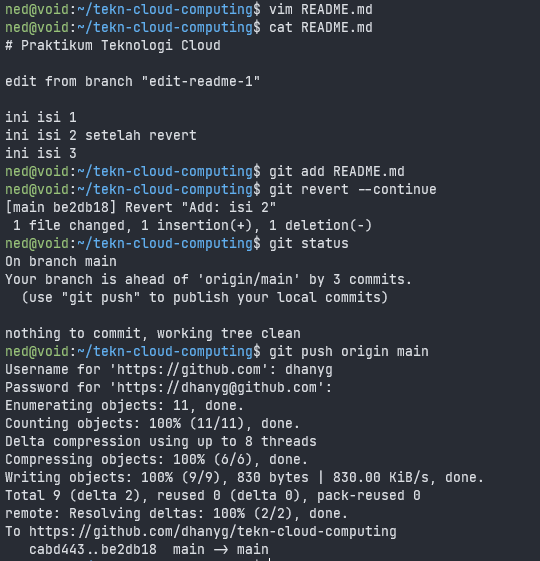 ned@void:~/tekn-cloud-computing$ vim README.md
ned@void:~/tekn-cloud-computing$ cat README.md
# Praktikum Teknologi Cloud
edit from branch "edit-readme-1"
ini isi 1
ini isi 2 setelah revert
ini isi 3
ned@void:~/tekn-cloud-computing$ git add README.md
ned@void:~/tekn-cloud-computing$ git revert --continue
[main be2db18] Revert "Add: isi 2"
 1 file changed, 1 insertion(+), 1 deletion(-)
ned@void:~/tekn-cloud-computing$ git status
On branch main
Your branch is ahead of 'origin/main' by 3 commits.
  (use "git push" to publish your local commits)
nothing to commit, working tree clean
ned@void:~/tekn-cloud-computing$ git push origin main
Username for 'https://github.com': dhanyg
Password for 'https://dhanyg@github.com':
Enumerating objects: 11, done.
Counting objects: 100% (11/11), done.
Delta compression using up to 8 threads
Compressing objects: 100% (6/6), done.
Writing objects: 100% (9/9), 830 bytes | 830.00 KiB/s, done.
Total 9 (delta 2), reused 0 (delta 0), pack-reused 0
remote: Resolving deltas: 100% (2/2), done.
To https://github.com/dhanyg/tekn-cloud-computing
   cabd443..be2db18  main -> main